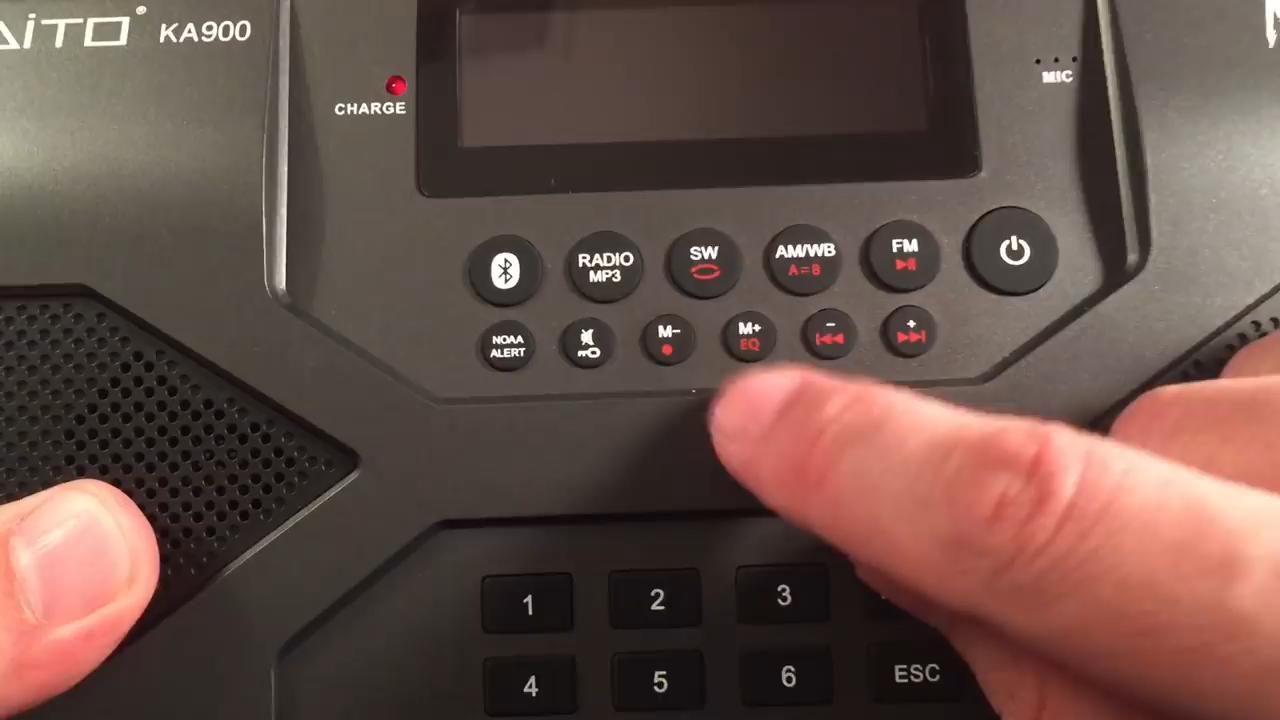 AiTO® KA900
CHARGE
MIC
RADIO
MP3
SW
AM/WB
A=B
FM
NOAA
ALERT
M-
M+
EQ
-
+
1 2 3
4 5 6 ESC